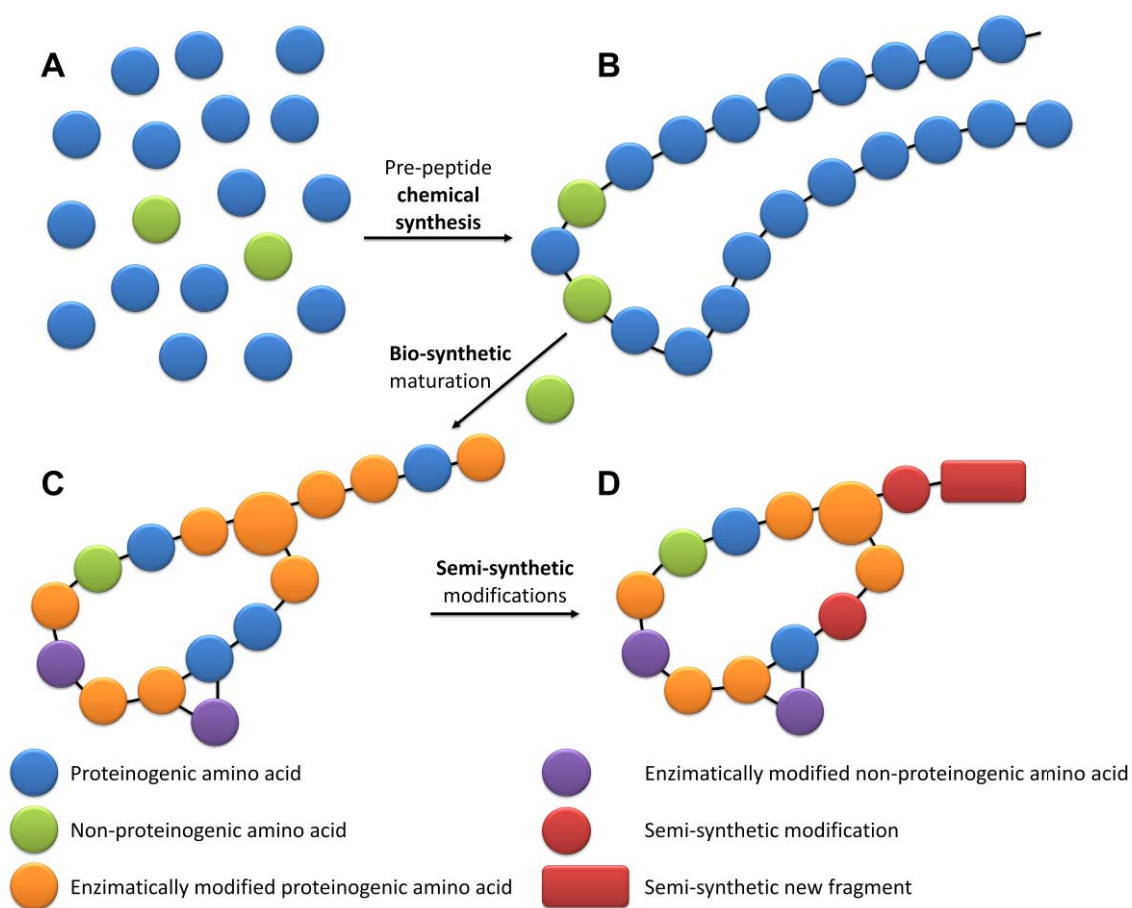 A
B
Pre-peptide
chemical
synthesis
Bio-synthetic
maturation
C
D
Semi-synthetic
modifications
Proteinogenic amino acid
Enzimatically modified non-proteinogenic amino acid
Non-proteinogenic amino acid
Semi-synthetic modification
Enzimatically modified proteinogenic amino acid
Semi-synthetic new fragment